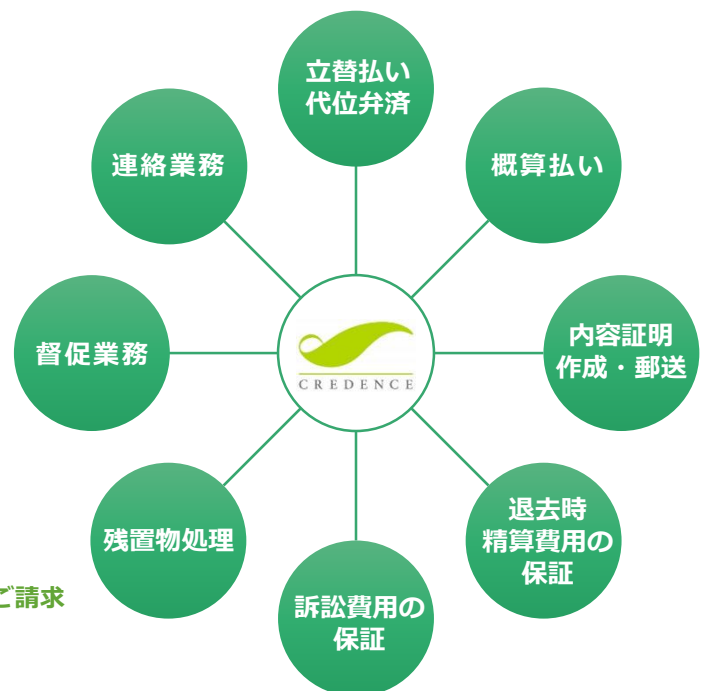 立替払い
代位弁済
概算払い
内容証明
作成・郵送
退去時
精算費用の
保証
訴訟費用の
保証
残置物処理
督促業務
連絡業務
CREDENCE
ご請求